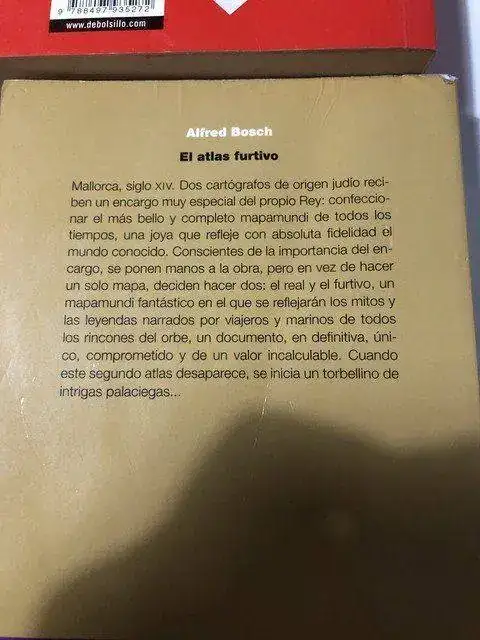 9 788497 935272
www.debolsillo.com
Alfred Bosch
El atlas furtivo
Mallorca, siglo XIV. Dos cartógrafos de origen judío reci-
ben un encargo muy especial del propio Rey: confeccio-
nar el más bello y completo mapamundi de todos los
tiempos, una joya que refleje con absoluta fidelidad el
mundo conocido. Conscientes de la importancia del en-
cargo, se ponen manos a la obra, pero en vez de hacer
un solo mapa, deciden hacer dos: el real y el furtivo, un
mapamundi fantástico en el que se reflejarán los mitos y
las leyendas narrados por viajeros y marinos de todos
los rincones del orbe, un documento, en definitiva, úni-
co, comprometido y de un valor incalculable. Cuando
este segundo atlas desaparece, se inicia un torbellino de
intrigas palaciegas...